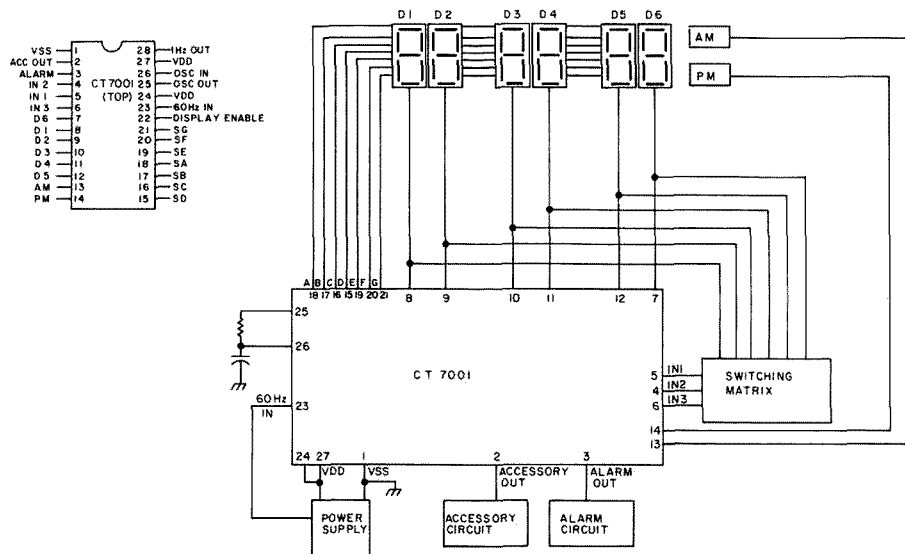 D1 D2 D3 D4 D5 D6
AM
PM
VSS 1 28 1Hz OUT
ACC OUT 2 27 VDD
ALARM 3 26 OSC IN
IN 2 4 CT 7001 25 OSC OUT
IN1 5 (TOP) 24 VDD
IN3 6 23 60Hz IN
D6 7 22 DISPLAY ENABLE
D1 8 21 SG
D2 9 20 SF
D3 10 19 SE
D4 11 18 SA
D5 12 17 SB
AM 13 16 SC
PM 14 15 SD
A B C D E F G
18 17 16 15 19 20 21 8 9 10 11 12 7
25
26
CT 7001
5 IN1
4 IN2
6 IN3
SWITCHING
MATRIX
60Hz
IN
23
14
13
24 27 1 2 3
VDD VSS ACCESSORY ALARM OUT
OUT
POWER
SUPPLY
ACCESSORY
CIRCUIT
ALARM
CIRCUIT